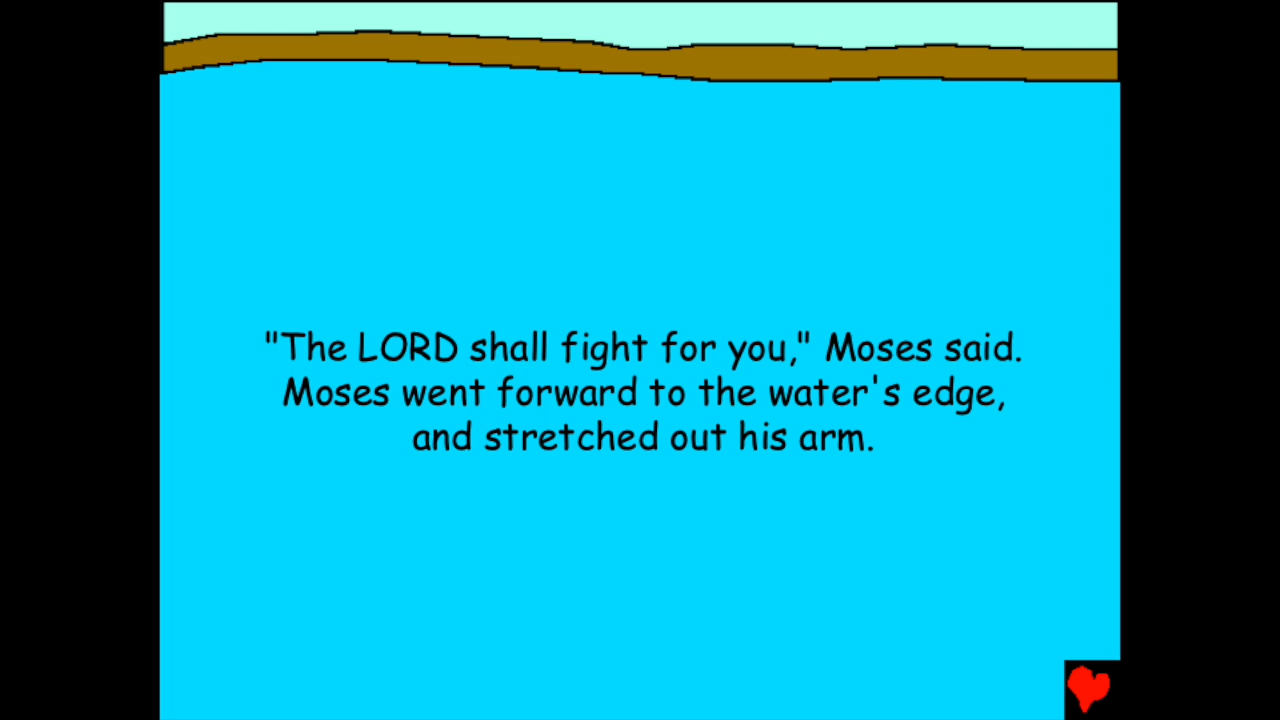 "The LORD shall fight for you," Moses said.
Moses went forward to the water's edge,
and stretched out his arm.